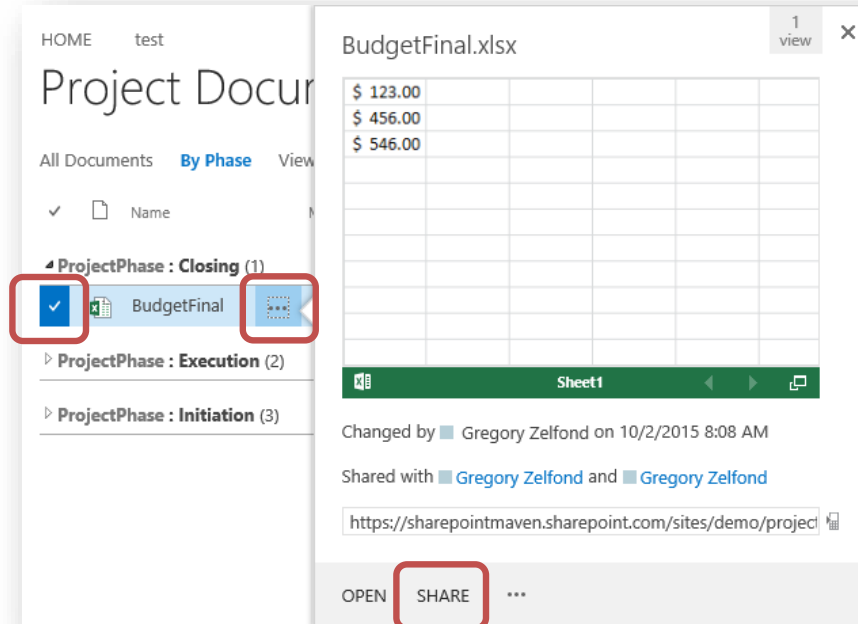 HOME test
Project Docu
All Documents By Phase View
Name
ProjectPhase : Closing (1)
BudgetFinal
ProjectPhase : Execution (2)
ProjectPhase : Initiation (3)
BudgetFinal.xlsx
1
view
$ 123.00
$ 456.00
$ 546.00
Sheet1
Changed by Gregory Zelfond on 10/2/2015 8:08 AM
Shared with Gregory Zelfond and Gregory Zelfond
https://sharepointmaven.sharepoint.com/sites/demo/project
OPEN SHARE ...